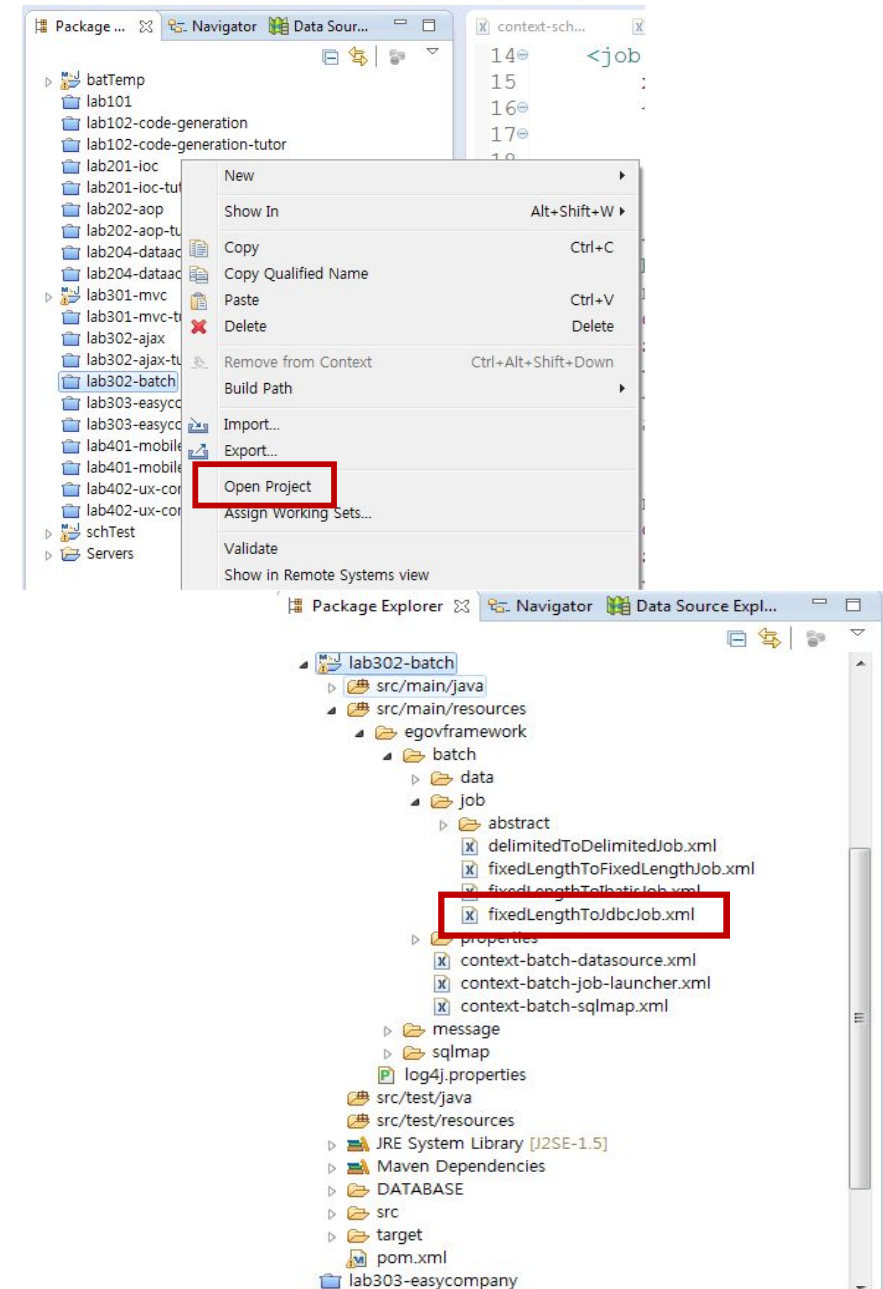 Package ... Navigator Data Sour... context-sch...
batTemp
lab101
lab102-code-generation
lab102-code-generation-tutor
lab201-ioc
lab201-ioc-tut
lab202-aop
lab202-aop-tu
lab204-dataac
lab204-dataac
lab301-mvc
lab301-mvc-tu
lab302-ajax
lab302-ajax-tu
lab302-batch
lab303-easycc
lab303-easycc
lab401-mobile
lab401-mobile
lab402-ux-cor
lab402-ux-cor
schTest
Servers
14 <job
15
16
17
New
Show In Alt+Shift+W
Copy Ctrl+C
Copy Qualified Name
Paste Ctrl+V
Delete Delete
Remove from Context Ctrl+Alt+Shift+Down
Build Path
Import...
Export...
Open Project
Assign Working Sets...
Validate
Show in Remote Systems view
Package Explorer Navigator Data Source Expl...
lab302-batch
src/main/java
src/main/resources
egovframework
batch
data
job
abstract
delimitedToDelimitedJob.xml
fixedLengthToFixedLengthJob.xml
fixedLengthToIbatisJob.xml
fixedLengthToJdbcJob.xml
properties
context-batch-datasource.xml
context-batch-job-launcher.xml
context-batch-sqlmap.xml
message
sqlmap
log4j.properties
src/test/java
src/test/resources
JRE System Library [J2SE-1.5]
Maven Dependencies
DATABASE
src
target
pom.xml
lab303-easycompany